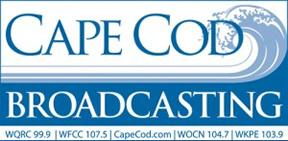 CAPE COD
BROADCASTING
WQRC 99.9 | WFCC 107.5 | CapeCod.com | WOCN 104.7 | WKPE 103.9